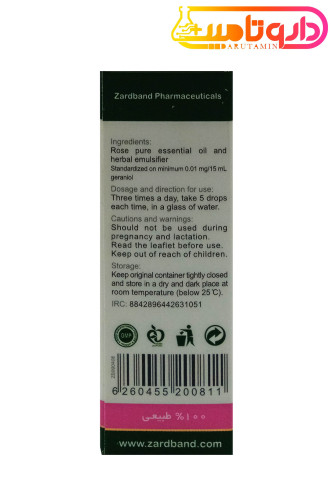 داروتامین
DARUTAMIN
Zardband Pharmaceuticals
Ingredients:
Rose pure essential oil and
herbal emulsifier
Standardized on minimum 0.01 mg/15 mL
geraniol
Dosage and direction for use:
Three times a day, take 5 drops
each time, in a glass of water.
Cautions and warnings:
Should not be used during
pregnancy and lactation.
Read the leaflet before use.
Keep out of reach of children.
Storage:
Keep original container tightly closed
and store in a dry and dark place at
room temperature (below 25℃).
IRC: 8842896442631051
GMP
6 260455 200811
۱۰۰% طبیعی
www.zardband.com